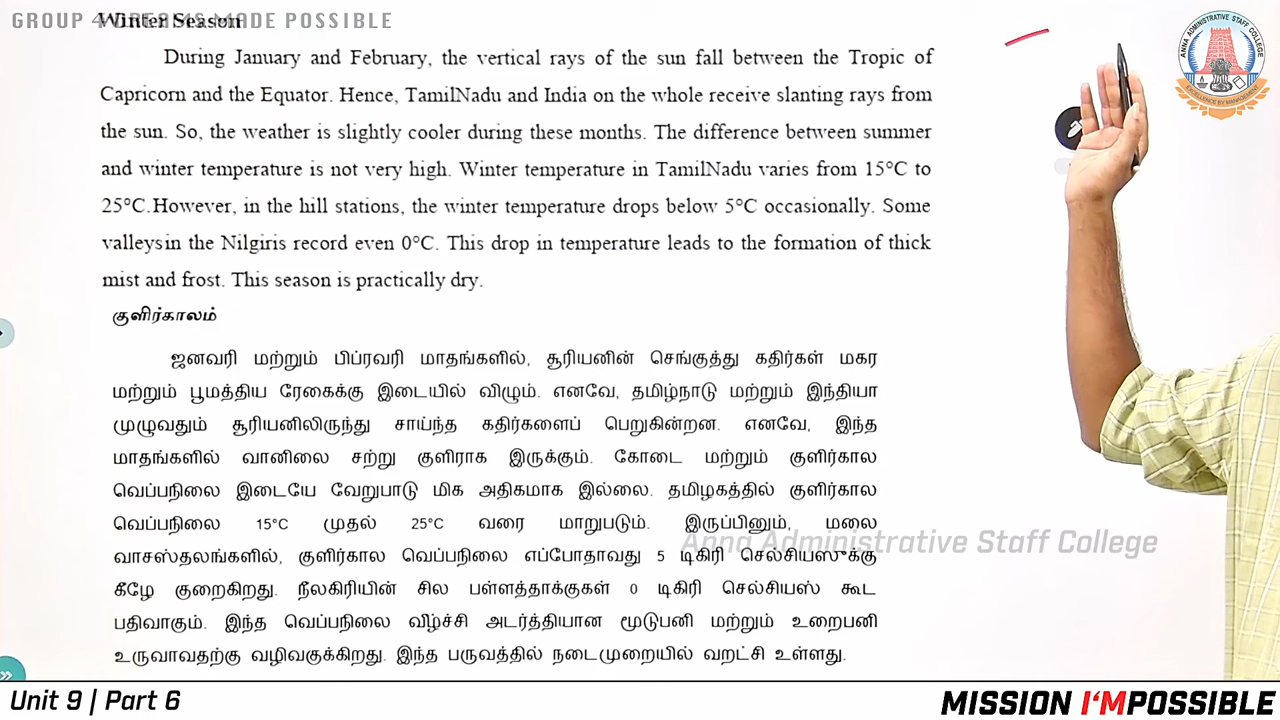 GROUP 4 DREAMS MADE POSSIBLE
Winter Season
During January and February, the vertical rays of the sun fall between the Tropic of
Capricorn and the Equator. Hence, TamilNadu and India on the whole receive slanting rays from
the sun. So, the weather is slightly cooler during these months. The difference between summer
and winter temperature is not very high. Winter temperature in TamilNadu varies from 15°C to
25°C.However, in the hill stations, the winter temperature drops below 5°C occasionally. Some
valleysin the Nilgiris record even 0°C. This drop in temperature leads to the formation of thick
mist and frost. This season is practically dry.
குளிர்காலம்
ஜனவரி மற்றும் பிப்ரவரி மாதங்களில், சூரியனின் செங்குத்து கதிர்கள் மகர
மற்றும் பூமத்திய ரேகைக்கு இடையில் விழும். எனவே, தமிழ்நாடு மற்றும் இந்தியா
முழுவதும் சூரியனிலிருந்து சாய்ந்த கதிர்களைப் பெறுகின்றன. எனவே, இந்த
மாதங்களில் வானிலை சற்று குளிராக இருக்கும். கோடை மற்றும் குளிர்கால
வெப்பநிலை இடையே வேறுபாடு மிக அதிகமாக இல்லை. தமிழகத்தில் குளிர்கால
வெப்பநிலை 15°C முதல் 25°C வரை மாறுபடும். இருப்பினும், மலை
வாசஸ்தலங்களில், குளிர்கால வெப்பநிலை எப்போதாவது 5 டிகிரி செல்சியஸுக்கு
கீழே குறைகிறது. நீலகிரியின் சில பள்ளத்தாக்குகள் 0 டிகிரி செல்சியஸ் கூட
பதிவாகும். இந்த வெப்பநிலை வீழ்ச்சி அடர்த்தியான மூடுபனி மற்றும் உறைபனி
உருவாவதற்கு வழிவகுக்கிறது. இந்த பருவத்தில் நடைமுறையில் வறட்சி உள்ளது.
Anna Administrative Staff College
ANNA ADMINISTRATIVE STAFF COLLEGE
EXCELLENCE BY MANAGEMENT
Unit 9 | Part 6
MISSION I'MPOSSIBLE